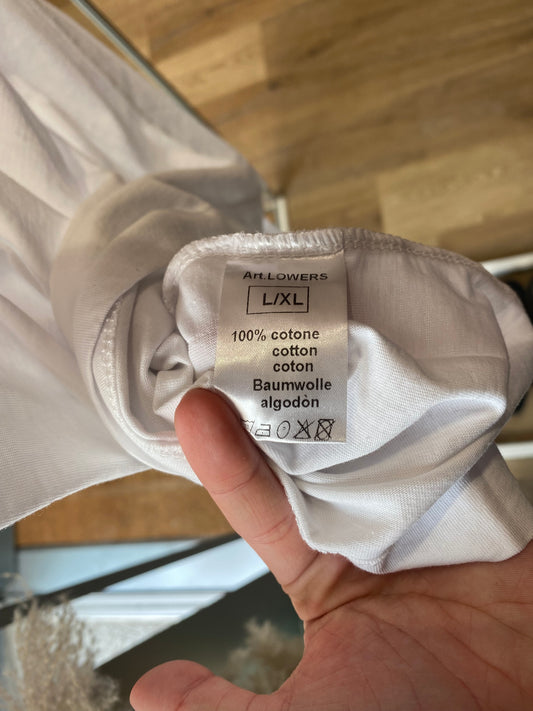 Art.LOWERS
L/XL
100% cotone
cotton
coton
Baumwolle
algodòn